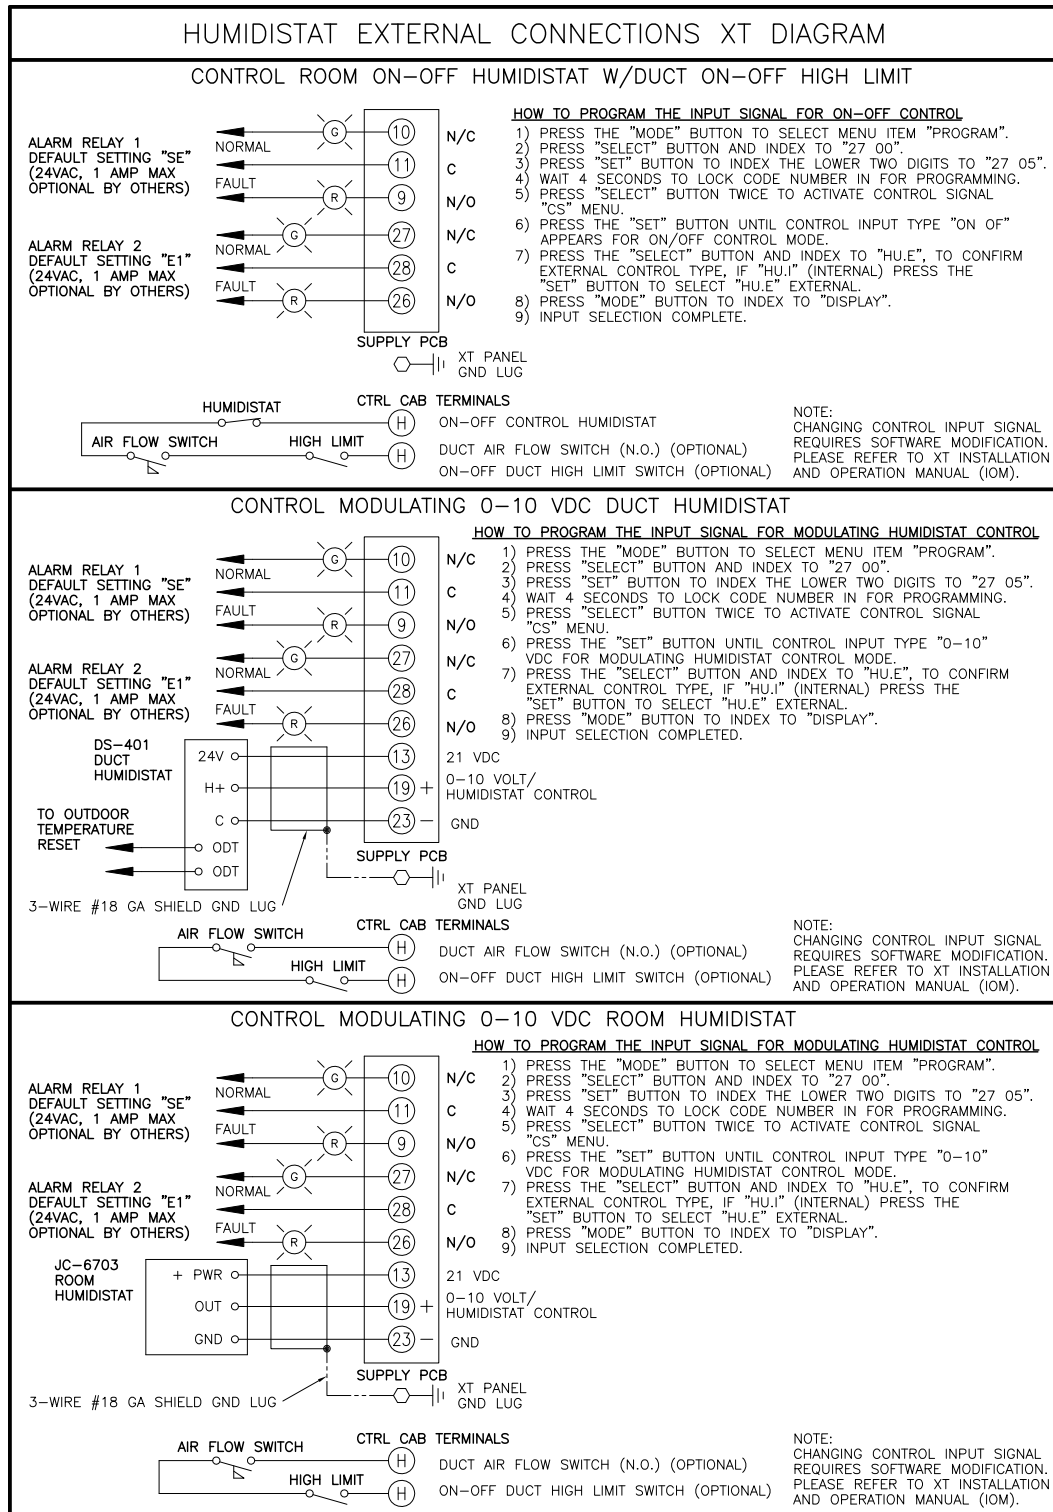 HUMIDISTAT EXTERNAL CONNECTIONS XT DIAGRAM
CONTROL ROOM ON-OFF HUMIDISTAT W/DUCT ON-OFF HIGH LIMIT
ALARM RELAY 1
DEFAULT SETTING "SE"
(24VAC, 1 AMP MAX
OPTIONAL BY OTHERS)
NORMAL
FAULT
G
R
ALARM RELAY 2
DEFAULT SETTING "E1"
(24VAC, 1 AMP MAX
OPTIONAL BY OTHERS)
NORMAL
FAULT
G
R
10 N/C
11 C
9 N/O
27 N/C
28 C
26 N/O
SUPPLY PCB
XT PANEL
GND LUG
HOW TO PROGRAM THE INPUT SIGNAL FOR ON-OFF CONTROL
1) PRESS THE "MODE" BUTTON TO SELECT MENU ITEM "PROGRAM".
2) PRESS "SELECT" BUTTON AND INDEX TO "27 00".
3) PRESS "SET" BUTTON TO INDEX THE LOWER TWO DIGITS TO "27 05".
4) WAIT 4 SECONDS TO LOCK CODE NUMBER IN FOR PROGRAMMING.
5) PRESS "SELECT" BUTTON TWICE TO ACTIVATE CONTROL SIGNAL
"CS" MENU.
6) PRESS THE "SET" BUTTON UNTIL CONTROL INPUT TYPE "ON OF"
APPEARS FOR ON/OFF CONTROL MODE.
7) PRESS THE "SELECT" BUTTON AND INDEX TO "HU.E", TO CONFIRM
EXTERNAL CONTROL TYPE, IF "HU.I" (INTERNAL) PRESS THE
"SET" BUTTON TO SELECT "HU.E" EXTERNAL.
8) PRESS "MODE" BUTTON TO INDEX TO "DISPLAY".
9) INPUT SELECTION COMPLETE.
CTRL CAB TERMINALS
HUMIDISTAT
H ON-OFF CONTROL HUMIDISTAT
AIR FLOW SWITCH
HIGH LIMIT
H DUCT AIR FLOW SWITCH (N.O.) (OPTIONAL)
ON-OFF DUCT HIGH LIMIT SWITCH (OPTIONAL)
NOTE:
CHANGING CONTROL INPUT SIGNAL
REQUIRES SOFTWARE MODIFICATION.
PLEASE REFER TO XT INSTALLATION
AND OPERATION MANUAL (IOM).
CONTROL MODULATING 0-10 VDC DUCT HUMIDISTAT
ALARM RELAY 1
DEFAULT SETTING "SE"
(24VAC, 1 AMP MAX
OPTIONAL BY OTHERS)
NORMAL
FAULT
G
R
ALARM RELAY 2
DEFAULT SETTING "E1"
(24VAC, 1 AMP MAX
OPTIONAL BY OTHERS)
NORMAL
FAULT
G
R
10 N/C
11 C
9 N/O
27 N/C
28 C
26 N/O
13 21 VDC
19 + 0-10 VOLT/
HUMIDISTAT CONTROL
23 - GND
DS-401
DUCT
HUMIDISTAT
24V
H+
C
ODT
ODT
TO OUTDOOR
TEMPERATURE
RESET
3-WIRE #18 GA SHIELD GND LUG
SUPPLY PCB
XT PANEL
GND LUG
HOW TO PROGRAM THE INPUT SIGNAL FOR MODULATING HUMIDISTAT CONTROL
1) PRESS THE "MODE" BUTTON TO SELECT MENU ITEM "PROGRAM".
2) PRESS "SELECT" BUTTON AND INDEX TO "27 00".
3) PRESS "SET" BUTTON TO INDEX THE LOWER TWO DIGITS TO "27 05".
4) WAIT 4 SECONDS TO LOCK CODE NUMBER IN FOR PROGRAMMING.
5) PRESS "SELECT" BUTTON TWICE TO ACTIVATE CONTROL SIGNAL
"CS" MENU.
6) PRESS THE "SET" BUTTON UNTIL CONTROL INPUT TYPE "0-10"
VDC FOR MODULATING HUMIDISTAT CONTROL MODE.
7) PRESS THE "SELECT" BUTTON AND INDEX TO "HU.E", TO CONFIRM
EXTERNAL CONTROL TYPE, IF "HU.I" (INTERNAL) PRESS THE
"SET" BUTTON TO SELECT "HU.E" EXTERNAL.
8) PRESS "MODE" BUTTON TO INDEX TO "DISPLAY".
9) INPUT SELECTION COMPLETED.
CTRL CAB TERMINALS
AIR FLOW SWITCH
H DUCT AIR FLOW SWITCH (N.O.) (OPTIONAL)
HIGH LIMIT
H ON-OFF DUCT HIGH LIMIT SWITCH (OPTIONAL)
NOTE:
CHANGING CONTROL INPUT SIGNAL
REQUIRES SOFTWARE MODIFICATION.
PLEASE REFER TO XT INSTALLATION
AND OPERATION MANUAL (IOM).
CONTROL MODULATING 0-10 VDC ROOM HUMIDISTAT
ALARM RELAY 1
DEFAULT SETTING "SE"
(24VAC, 1 AMP MAX
OPTIONAL BY OTHERS)
NORMAL
FAULT
G
R
ALARM RELAY 2
DEFAULT SETTING "E1"
(24VAC, 1 AMP MAX
OPTIONAL BY OTHERS)
NORMAL
FAULT
G
R
10 N/C
11 C
9 N/O
27 N/C
28 C
26 N/O
13 21 VDC
19 + 0-10 VOLT/
HUMIDISTAT CONTROL
23 - GND
JC-6703
ROOM
HUMIDISTAT
+ PWR
OUT
GND
3-WIRE #18 GA SHIELD GND LUG
SUPPLY PCB
XT PANEL
GND LUG
HOW TO PROGRAM THE INPUT SIGNAL FOR MODULATING HUMIDISTAT CONTROL
1) PRESS THE "MODE" BUTTON TO SELECT MENU ITEM "PROGRAM".
2) PRESS "SELECT" BUTTON AND INDEX TO "27 00".
3) PRESS "SET" BUTTON TO INDEX THE LOWER TWO DIGITS TO "27 05".
4) WAIT 4 SECONDS TO LOCK CODE NUMBER IN FOR PROGRAMMING.
5) PRESS "SELECT" BUTTON TWICE TO ACTIVATE CONTROL SIGNAL
"CS" MENU.
6) PRESS THE "SET" BUTTON UNTIL CONTROL INPUT TYPE "0-10"
VDC FOR MODULATING HUMIDISTAT CONTROL MODE.
7) PRESS THE "SELECT" BUTTON AND INDEX TO "HU.E", TO CONFIRM
EXTERNAL CONTROL TYPE, IF "HU.I" (INTERNAL) PRESS THE
"SET" BUTTON TO SELECT "HU.E" EXTERNAL.
8) PRESS "MODE" BUTTON TO INDEX TO "DISPLAY".
9) INPUT SELECTION COMPLETED.
CTRL CAB TERMINALS
AIR FLOW SWITCH
H DUCT AIR FLOW SWITCH (N.O.) (OPTIONAL)
HIGH LIMIT
H ON-OFF DUCT HIGH LIMIT SWITCH (OPTIONAL)
NOTE:
CHANGING CONTROL INPUT SIGNAL
REQUIRES SOFTWARE MODIFICATION.
PLEASE REFER TO XT INSTALLATION
AND OPERATION MANUAL (IOM).